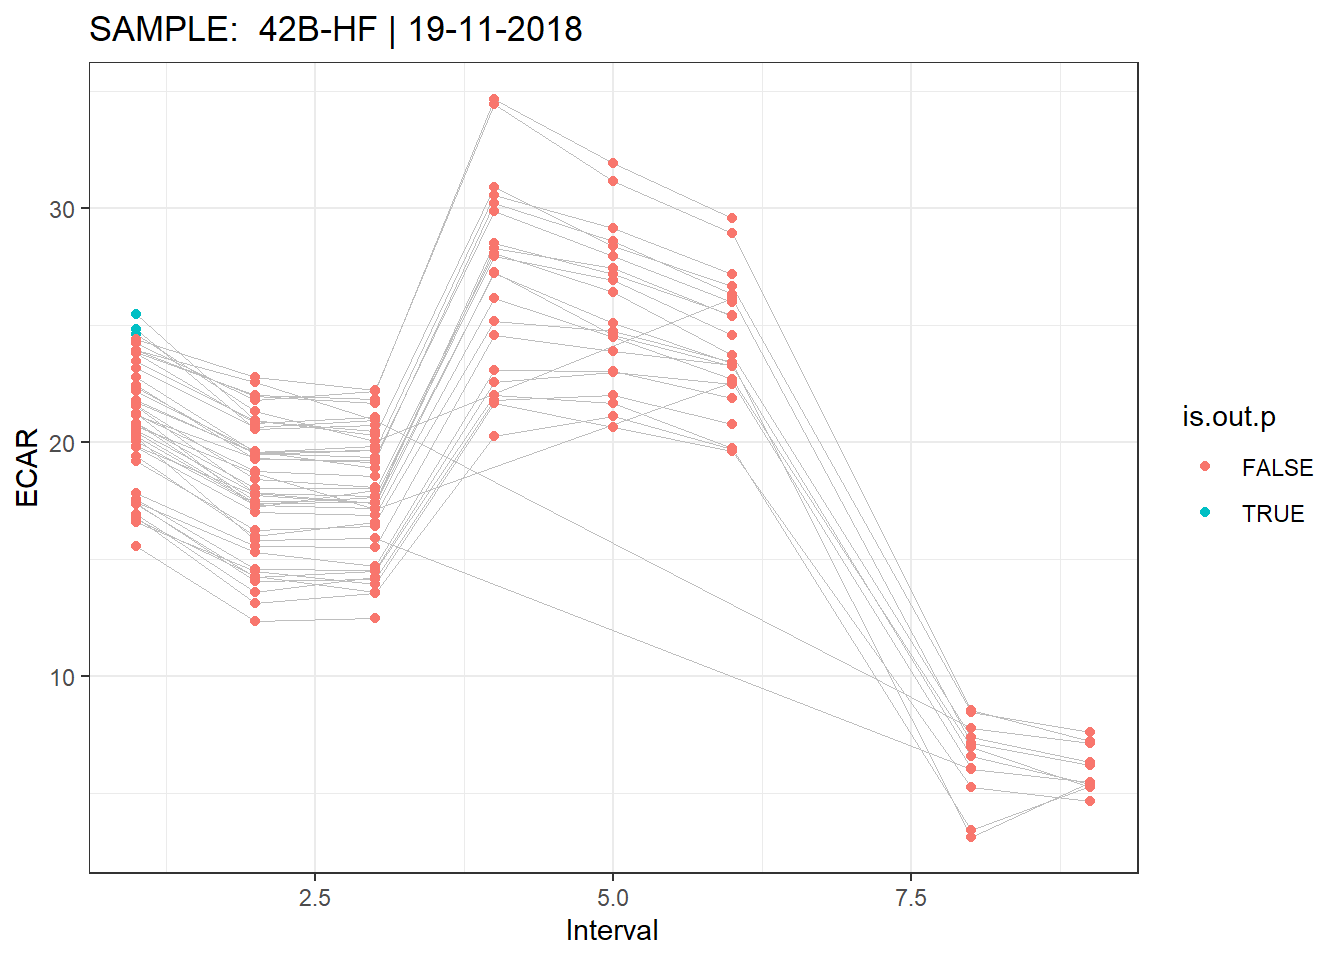 SAMPLE:  42B-HF | 19-11-2018
30
20
10
ECAR
2.5
5.0
7.5
Interval
is.out.p
FALSE
TRUE